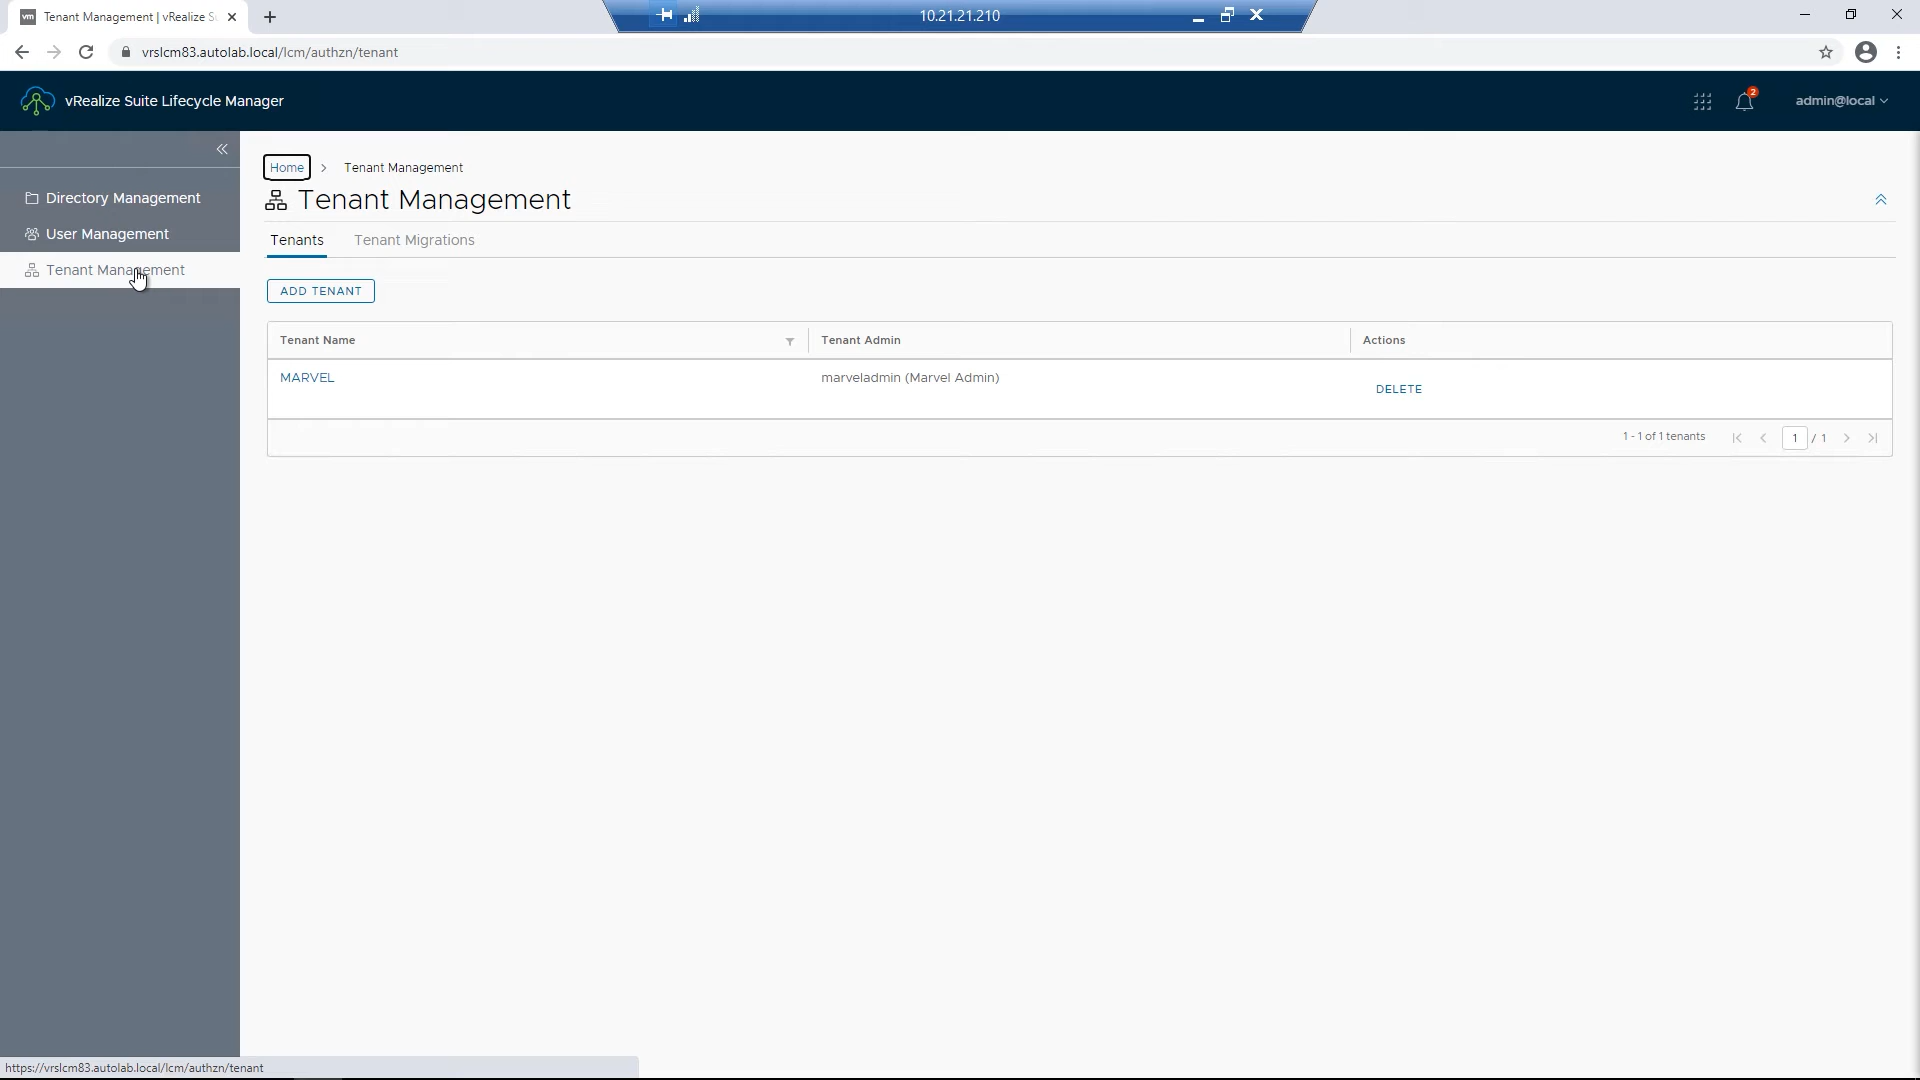 vm Tenant Management | vRealize Su
10.21.21.210
vrslcm83.autolab.local/lcm/authzn/tenant
vRealize Suite Lifecycle Manager
2
admin@local
Directory Management
User Management
Tenant Management
Home > Tenant Management
Tenant Management
Tenants Tenant Migrations
ADD TENANT
Tenant Name Tenant Admin Actions
MARVEL marveladmin (Marvel Admin) DELETE
1 - 1 of 1 tenants 1 / 1
https://vrslcm83.autolab.local/lcm/authzn/tenant